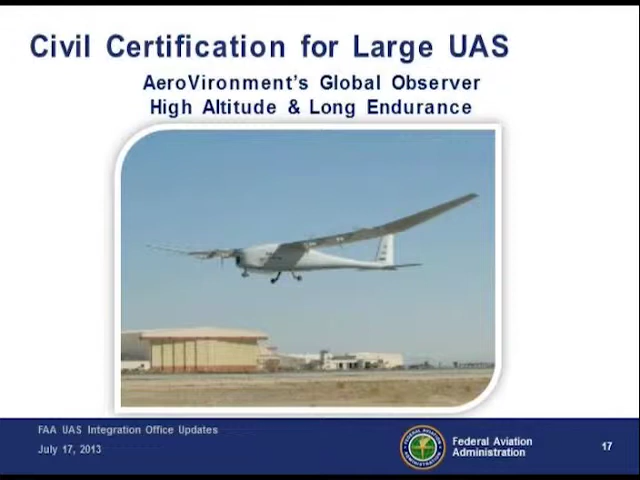 Civil Certification for Large UAS
AeroVironment's Global Observer
High Altitude & Long Endurance
FAA UAS Integration Office Updates
July 17, 2013
Federal Aviation
Administration
17